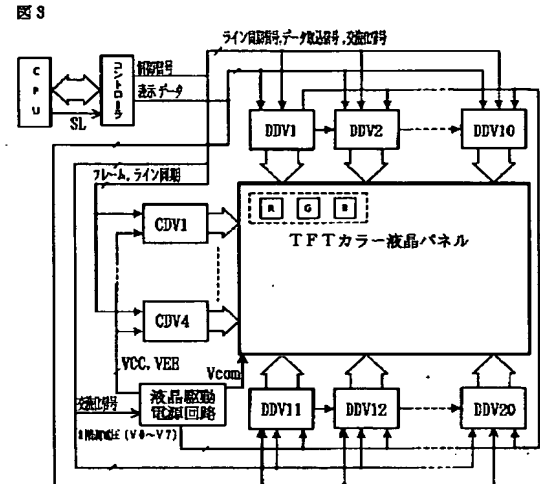 図3
ライン同期信号,データ取込信号,交流化信号
CPU
コントローラ
制御信号
表示データ
SL
DDV1
DDV2
DDV10
フレーム,ライン同期
R
G
B
TFTカラー液晶パネル
CDV1
CDV4
VCC,VEE
Vcom
交流化信号
液晶駆動
電源回路
(V0~V7)
DDV11
DDV12
DDV20